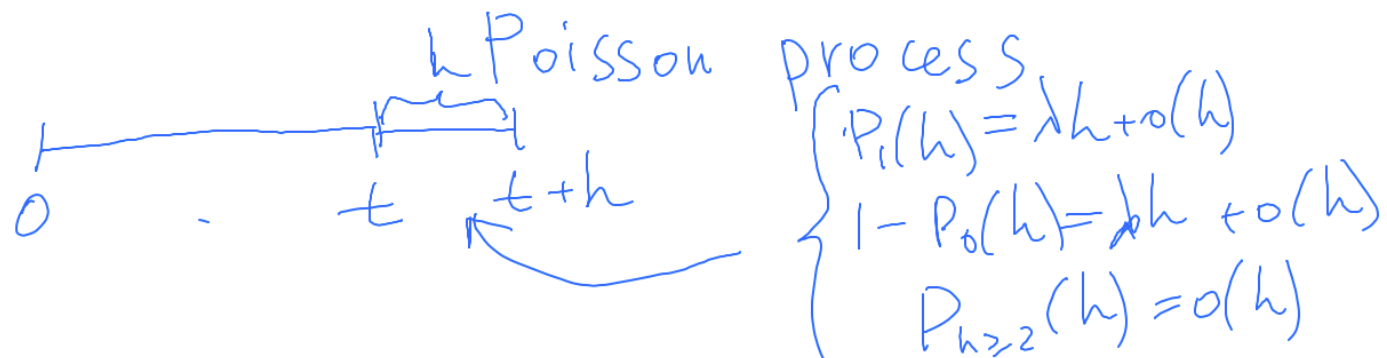 h Poisson process
P₁(h) = λh + o(h)
0 t t+h
1 - P₀(h) = λh + o(h)
Pₙ≥₂(h) = o(h)